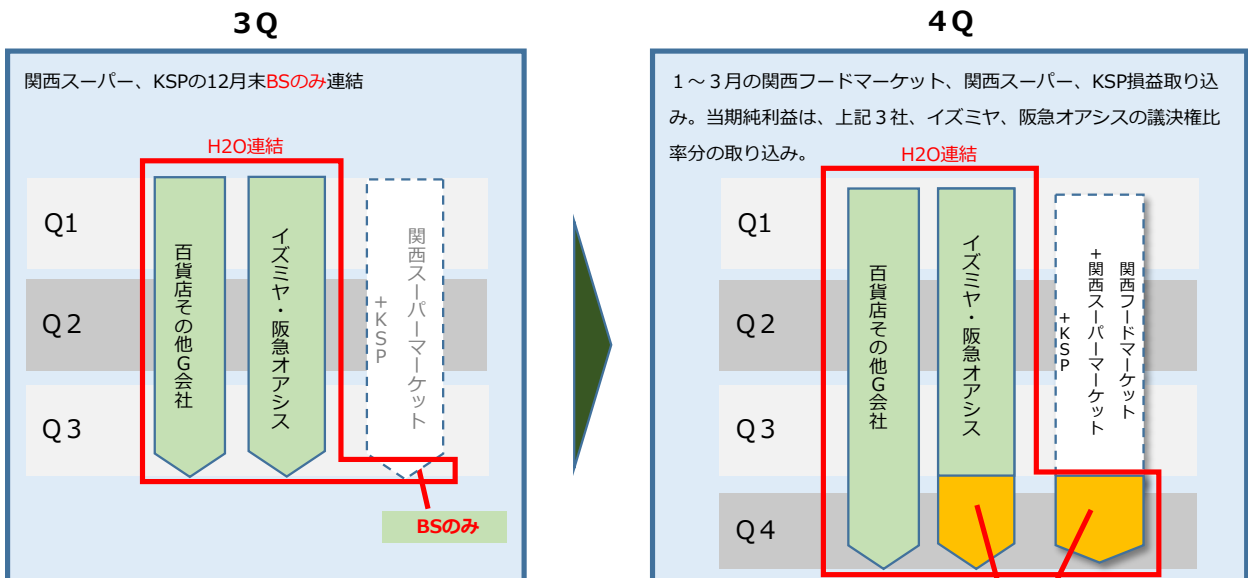 3Q
関西スーパー、KSPの12月末BSのみ連結
H2O連結
Q1
Q2
Q3
百貨店その他G会社
イズミヤ・阪急オアシス
関西スーパーマーケット
+KSP
BSのみ
4Q
1～3月の関西フードマーケット、関西スーパー、KSP損益取り込
み。当期純利益は、上記3社、イズミヤ、阪急オアシスの議決権比
率分の取り込み。
H2O連結
Q1
Q2
Q3
Q4
百貨店その他G会社
イズミヤ・阪急オアシス
関西フードマーケット
+関西スーパーマーケット
+KSP